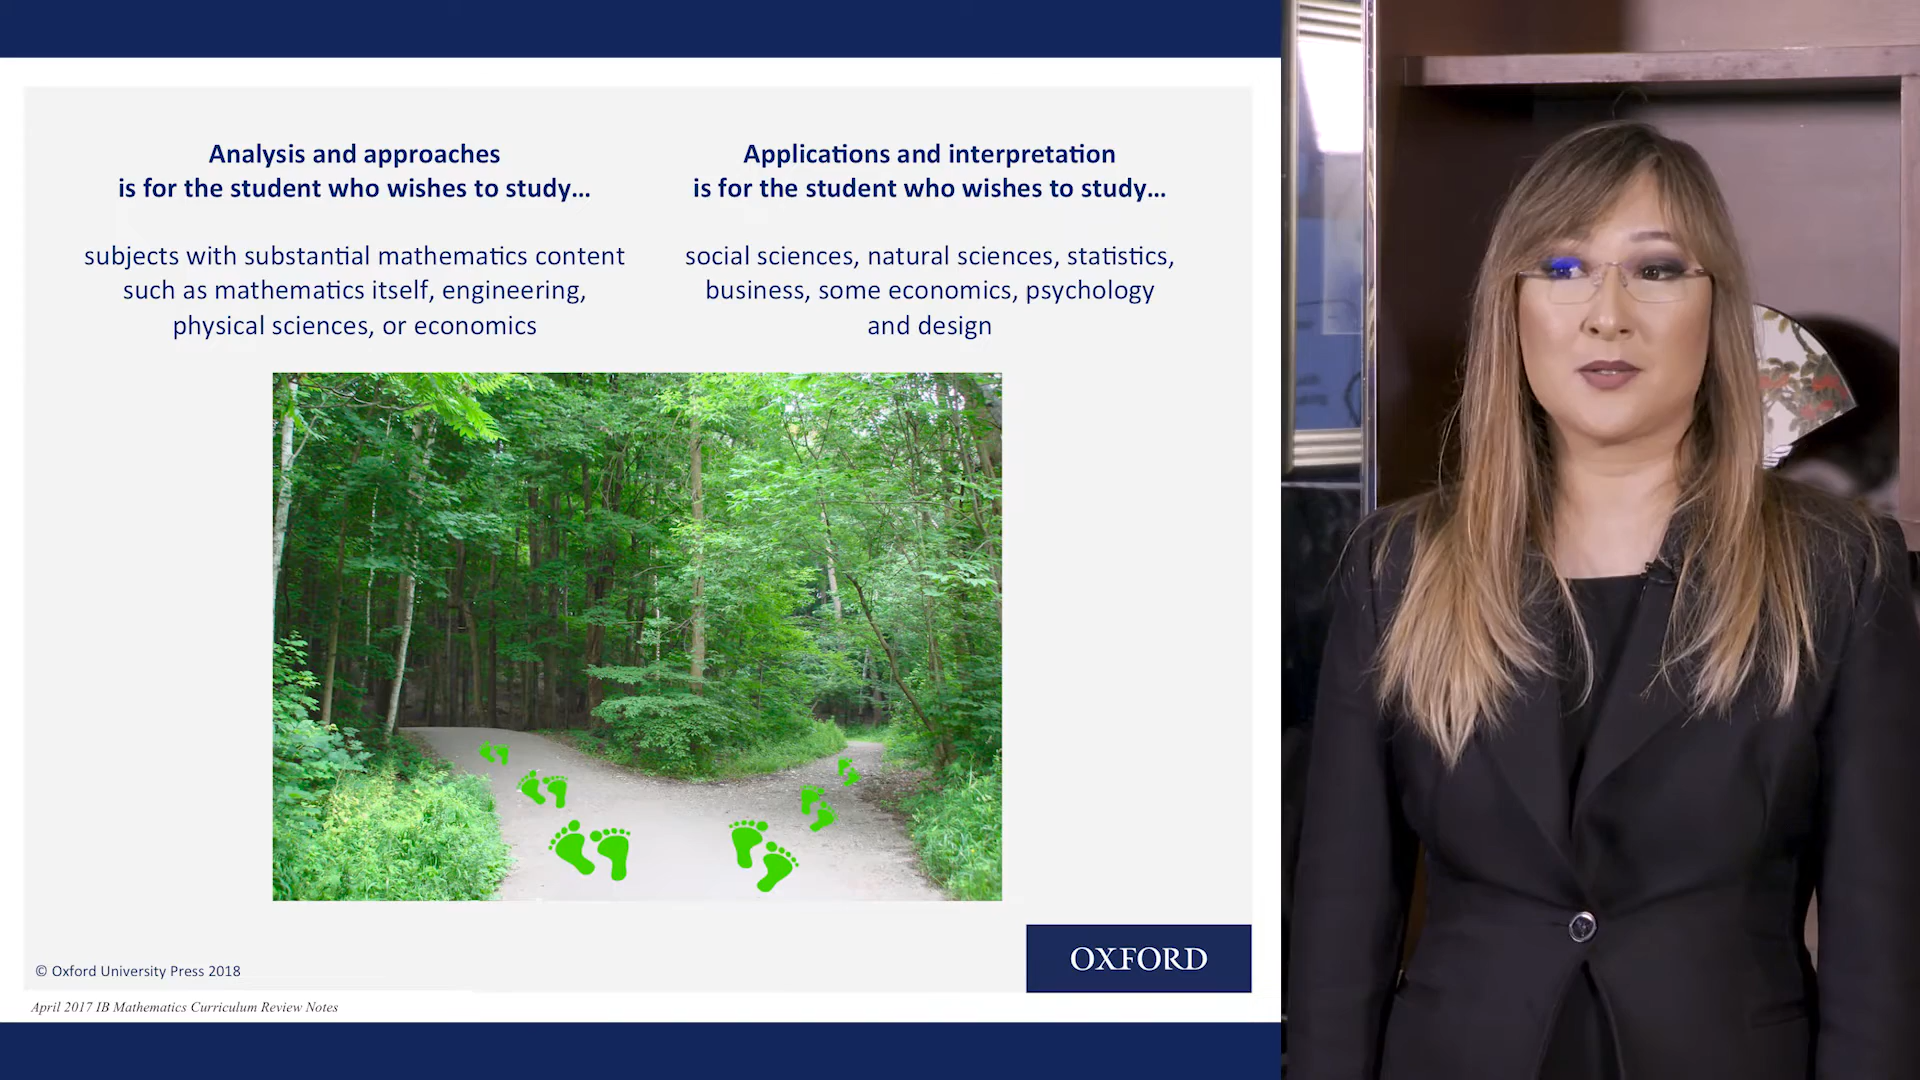 Analysis and approaches
is for the student who wishes to study...
subjects with substantial mathematics content
such as mathematics itself, engineering,
physical sciences, or economics
Applications and interpretation
is for the student who wishes to study...
social sciences, natural sciences, statistics,
business, some economics, psychology
and design
© Oxford University Press 2018
OXFORD
April 2017 IB Mathematics Curriculum Review Notes